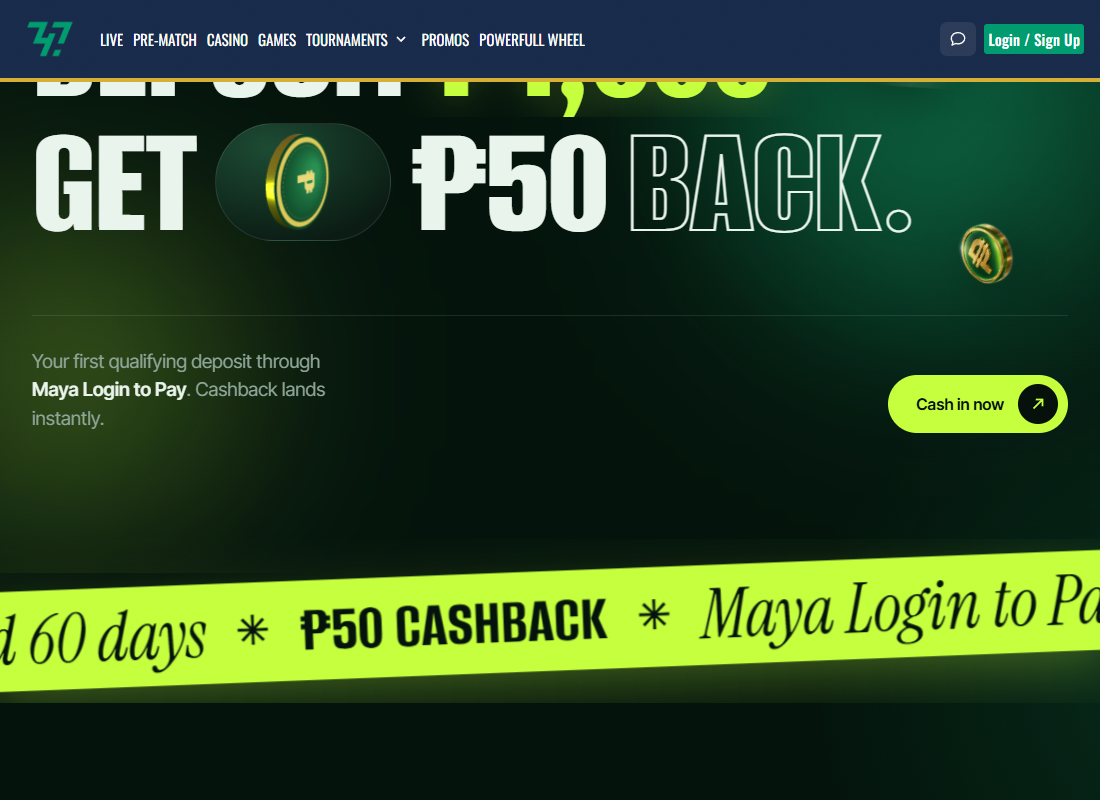 LIVE PRE-MATCH CASINO GAMES TOURNAMENTS PROMOS POWERFULL WHEEL Login / Sign Up
GET ₱50 BACK.
Your first qualifying deposit through
Maya Login to Pay. Cashback lands
instantly.
Cash in now
60 days * ₱50 CASHBACK * Maya Login to